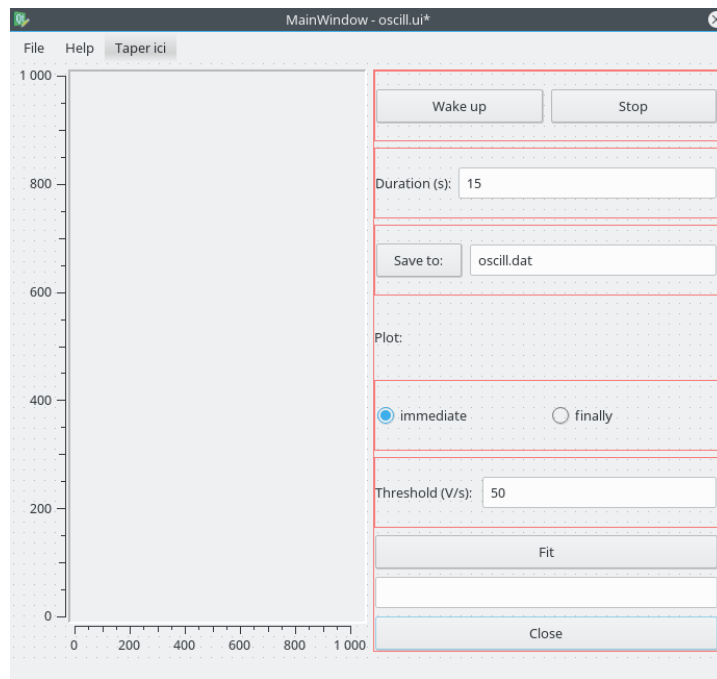 MainWindow - oscill.ui*
File Help Taper ici
1 000
Wake up Stop
800
Duration (s): 15
Save to: oscill.dat
600
Plot:
400
immediate finally
Threshold (V/s): 50
200
Fit
0
Close
0 200 400 600 800 1 000